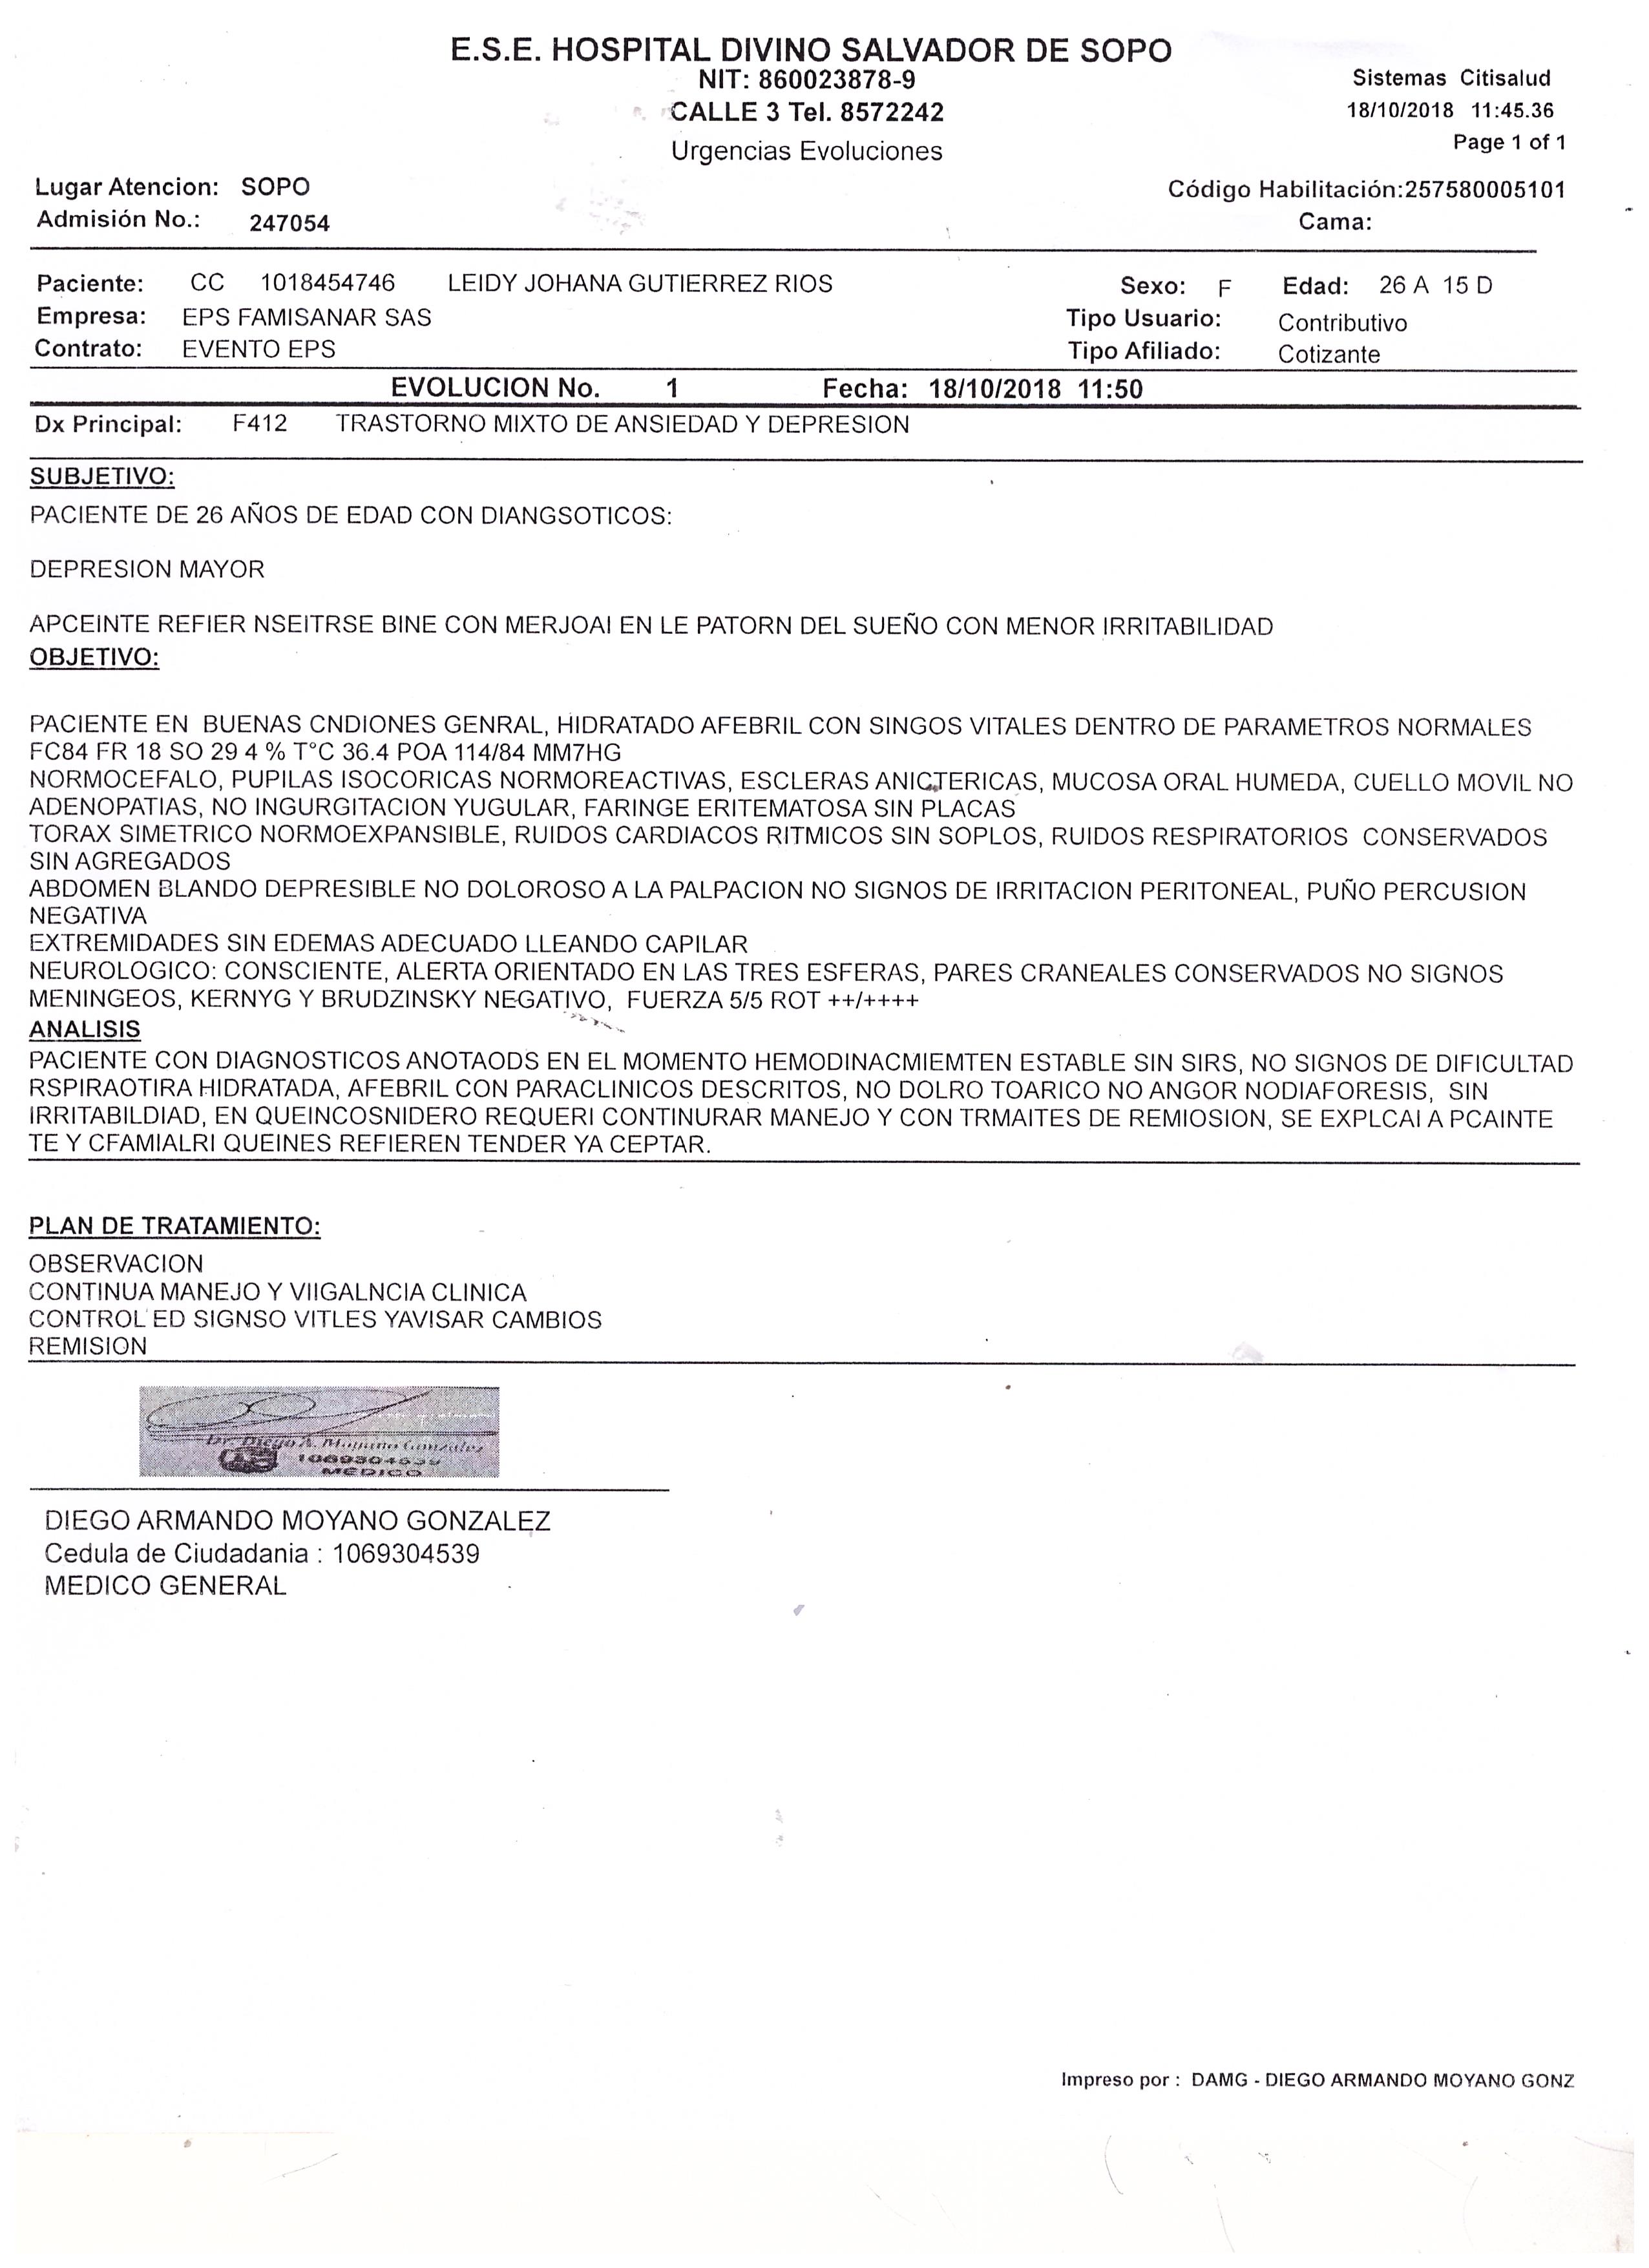 E.S.E. HOSPITAL DIVINO SALVADOR DE SOPO
NIT: 860023878-9
CALLE 3 Tel. 8572242
Urgencias Evoluciones
Sistemas Citisalud
18/10/2018 11:45.36
Page 1 of 1
Lugar Atencion: SOPO
Código Habilitación:257580005101
Admisión No.: 247054
Cama:
Paciente: CC 1018454746 LEIDY JOHANA GUTIERREZ RIOS Sexo: F Edad: 26 A 15 D
Empresa: EPS FAMISANAR SAS Tipo Usuario: Contributivo
Contrato: EVENTO EPS Tipo Afiliado: Cotizante
EVOLUCION No. 1 Fecha: 18/10/2018 11:50
Dx Principal: F412 TRASTORNO MIXTO DE ANSIEDAD Y DEPRESION
SUBJETIVO:
PACIENTE DE 26 AÑOS DE EDAD CON DIANGSOTICOS:
DEPRESION MAYOR
APCEINTE REFIER NSEITRSE BINE CON MERJOAI EN LE PATORN DEL SUEÑO CON MENOR IRRITABILIDAD
OBJETIVO:
PACIENTE EN BUENAS CNDIONES GENRAL, HIDRATADO AFEBRIL CON SINGOS VITALES DENTRO DE PARAMETROS NORMALES
FC84 FR 18 SO 29 4 % T°C 36.4 POA 114/84 MM7HG
NORMOCEFALO, PUPILAS ISOCORICAS NORMOREACTIVAS, ESCLERAS ANICTERICAS, MUCOSA ORAL HUMEDA, CUELLO MOVIL NO
ADENOPATIAS, NO INGURGITACION YUGULAR, FARINGE ERITEMATOSA SIN PLACAS
TORAX SIMETRICO NORMOEXPANSIBLE, RUIDOS CARDIACOS RITMICOS SIN SOPLOS, RUIDOS RESPIRATORIOS CONSERVADOS
SIN AGREGADOS
ABDOMEN BLANDO DEPRESIBLE NO DOLOROSO A LA PALPACION NO SIGNOS DE IRRITACION PERITONEAL, PUÑO PERCUSION
NEGATIVA
EXTREMIDADES SIN EDEMAS ADECUADO LLEANDO CAPILAR
NEUROLOGICO: CONSCIENTE, ALERTA ORIENTADO EN LAS TRES ESFERAS, PARES CRANEALES CONSERVADOS NO SIGNOS
MENINGEOS, KERNYG Y BRUDZINSKY NEGATIVO, FUERZA 5/5 ROT ++/++++
ANALISIS
PACIENTE CON DIAGNOSTICOS ANOTAODS EN EL MOMENTO HEMODINACMIEMTEN ESTABLE SIN SIRS, NO SIGNOS DE DIFICULTAD
RSPIRAOTIRA HIDRATADA, AFEBRIL CON PARACLINICOS DESCRITOS, NO DOLRO TOARICO NO ANGOR NODIAFORESIS, SIN
IRRITABILDIAD, EN QUEINCOSNIDERO REQUERI CONTINURAR MANEJO Y CON TRMAITES DE REMIOSION, SE EXPLCAI A PCAINTE
TE Y CFAMIALRI QUEINES REFIEREN TENDER YA CEPTAR.
PLAN DE TRATAMIENTO:
OBSERVACION
CONTINUA MANEJO Y VIIGALNCIA CLINICA
CONTROL ED SIGNSO VITLES YAVISAR CAMBIOS
REMISION
Dr. Diego A. Moyano Gonzalez
1069304539
MEDICO
DIEGO ARMANDO MOYANO GONZALEZ
Cedula de Ciudadania : 1069304539
MEDICO GENERAL
Impreso por : DAMG - DIEGO ARMANDO MOYANO GONZ